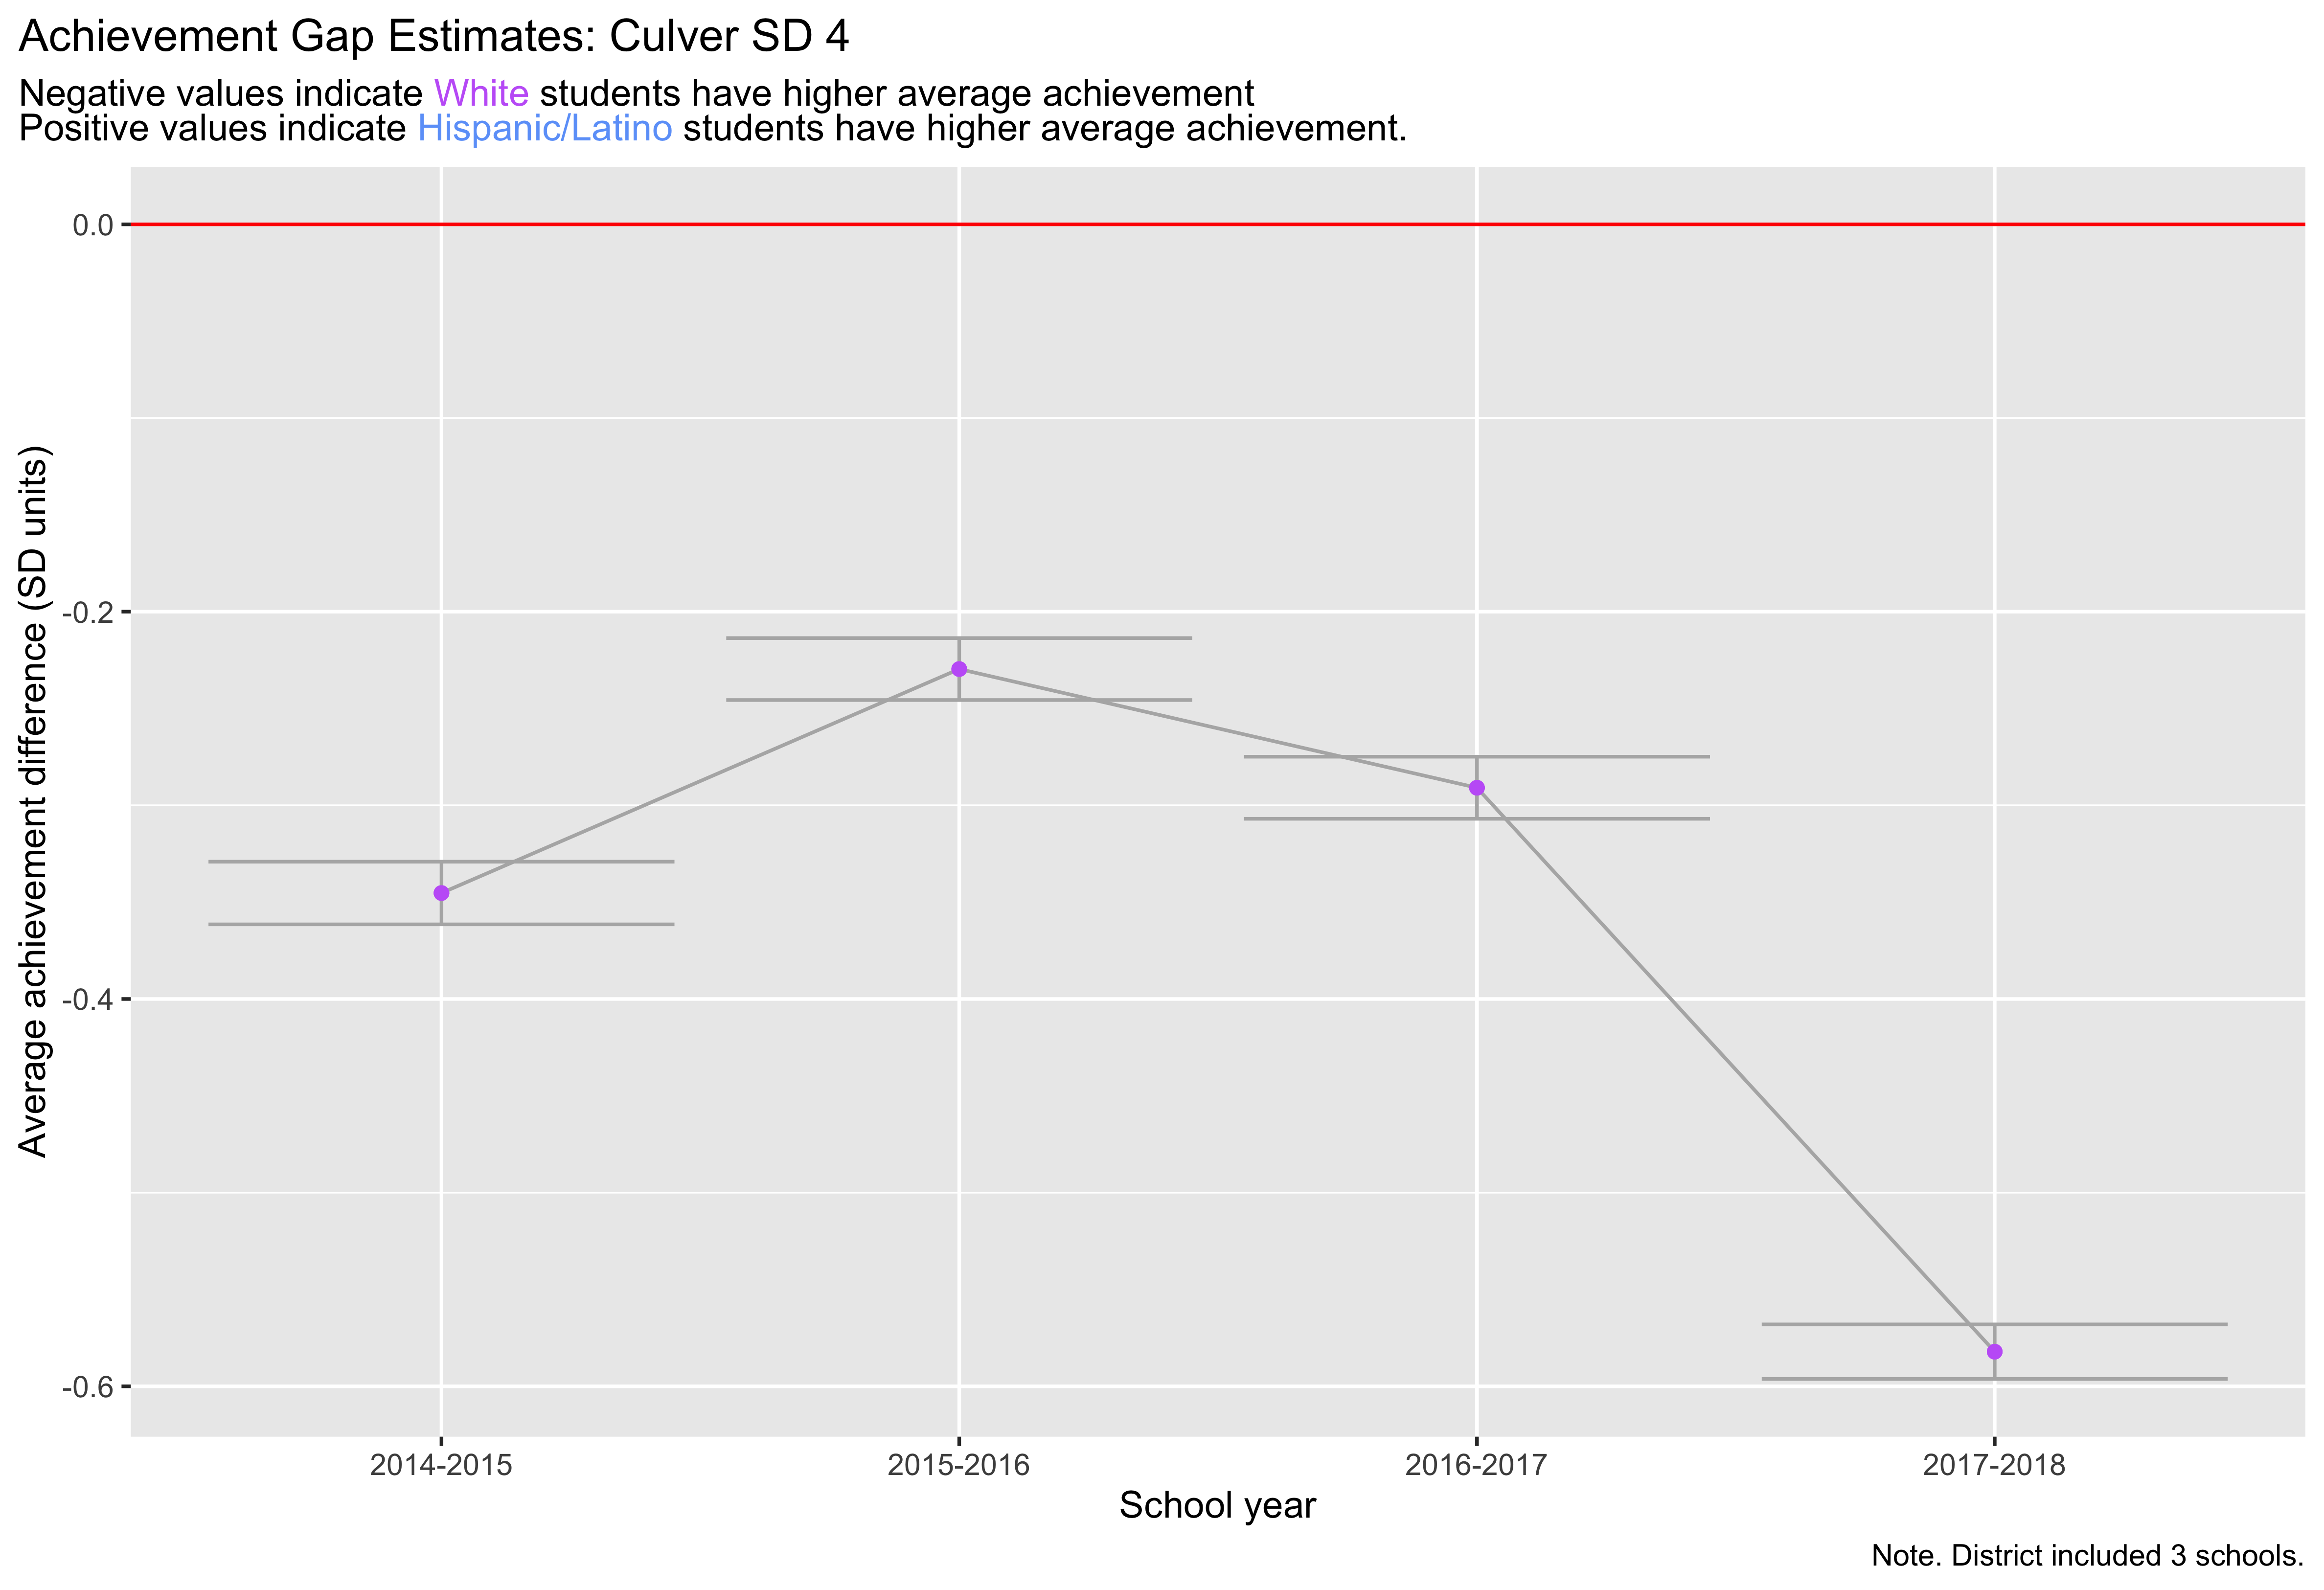 Achievement Gap Estimates: Culver SD 4
Negative values indicate White students have higher average achievement
Positive values indicate Hispanic/Latino students have higher average achievement.
Average achievement difference (SD units)
0.0
-0.2
-0.4
-0.6
2014-2015
2015-2016
2016-2017
2017-2018
School year
Note. District included 3 schools.